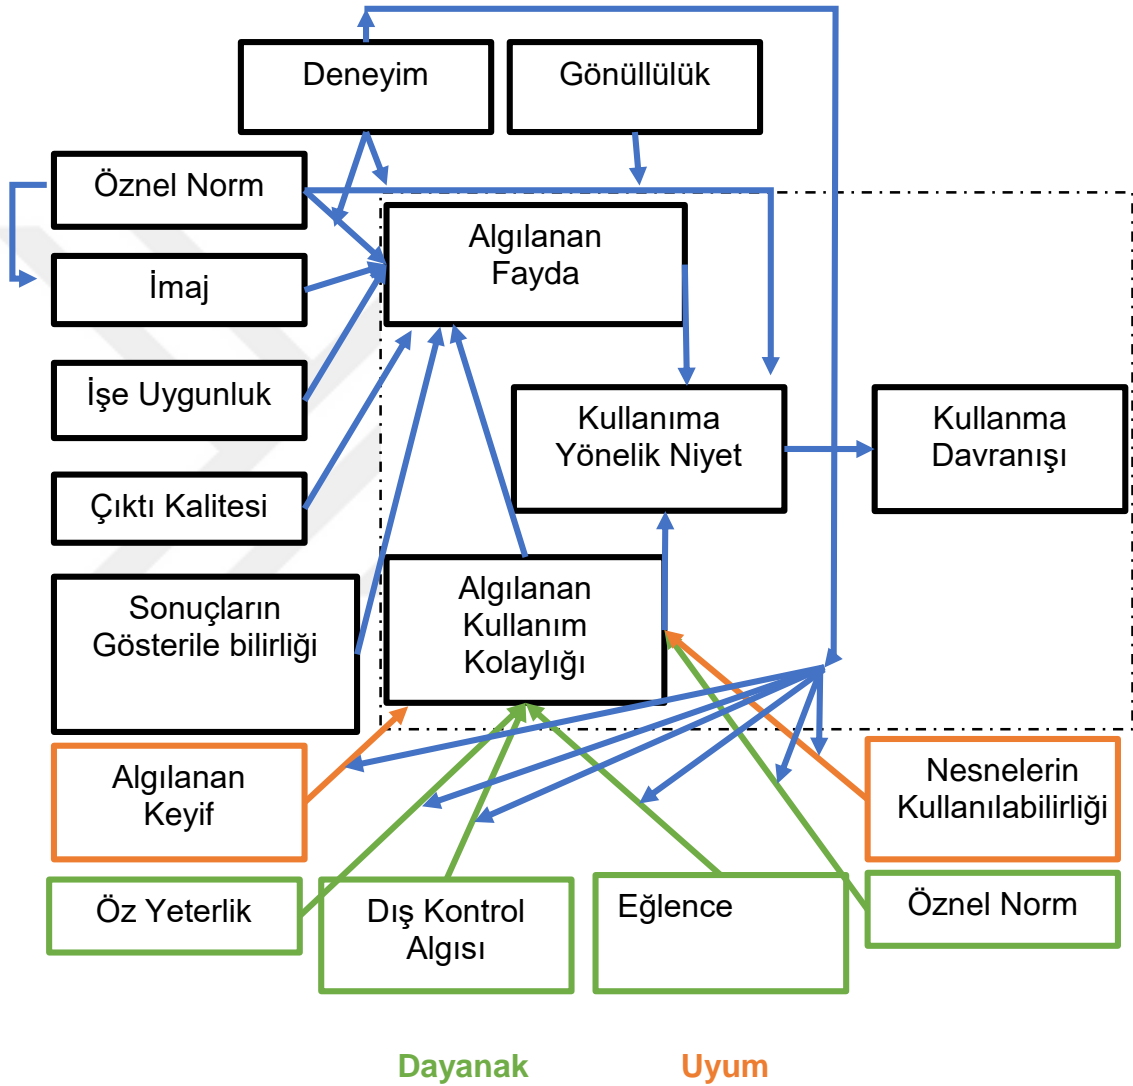 Deneyim
Gönüllülük
Öznel Norm
Algılanan
Fayda
İmaj
İşe Uygunluk
Kullanıma
Yönelik Niyet
Kullanma
Davranışı
Çıktı Kalitesi
Sonuçların
Gösterile bilirliği
Algılanan
Kullanım
Kolaylığı
Algılanan
Keyif
Nesnelerin
Kullanılabilirliği
Öz Yeterlik
Dış Kontrol
Algısı
Eğlence
Öznel Norm
Dayanak
Uyum